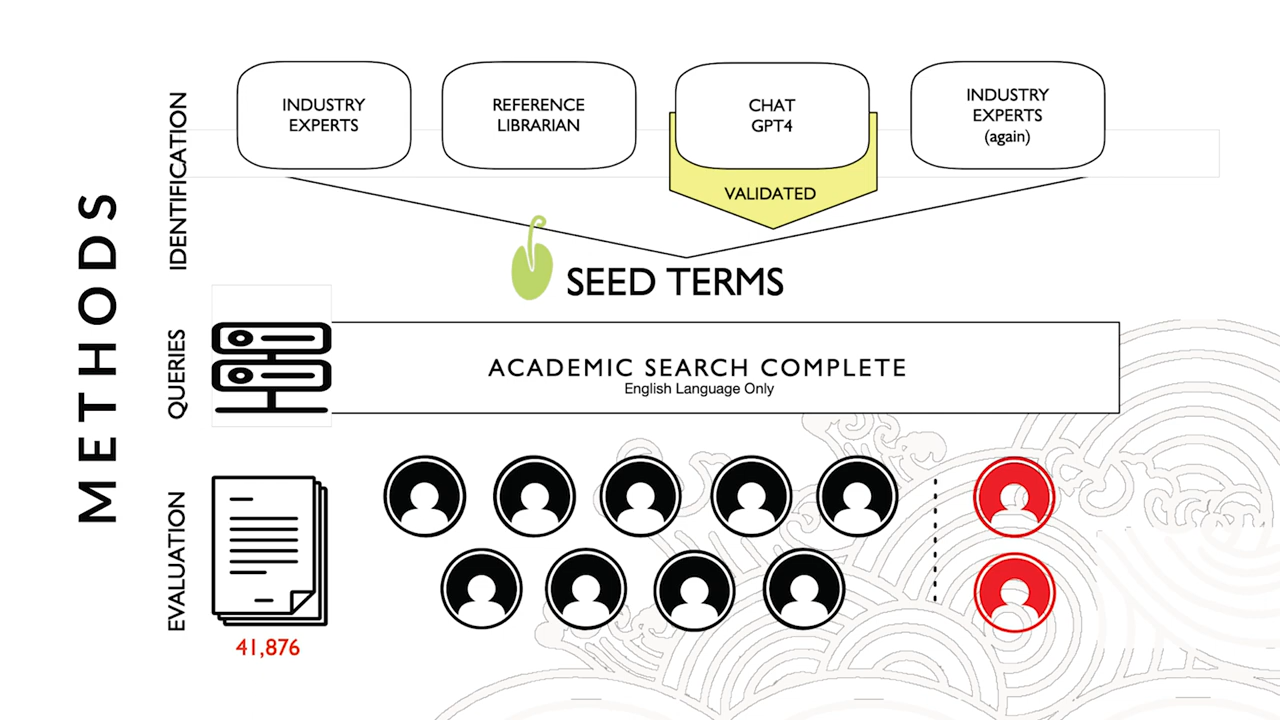 METHODS
IDENTIFICATION
INDUSTRY
EXPERTS
REFERENCE
LIBRARIAN
CHAT
GPT4
INDUSTRY
EXPERTS
(again)
VALIDATED
SEED TERMS
QUERIES
ACADEMIC SEARCH COMPLETE
English Language Only
EVALUATION
41,876